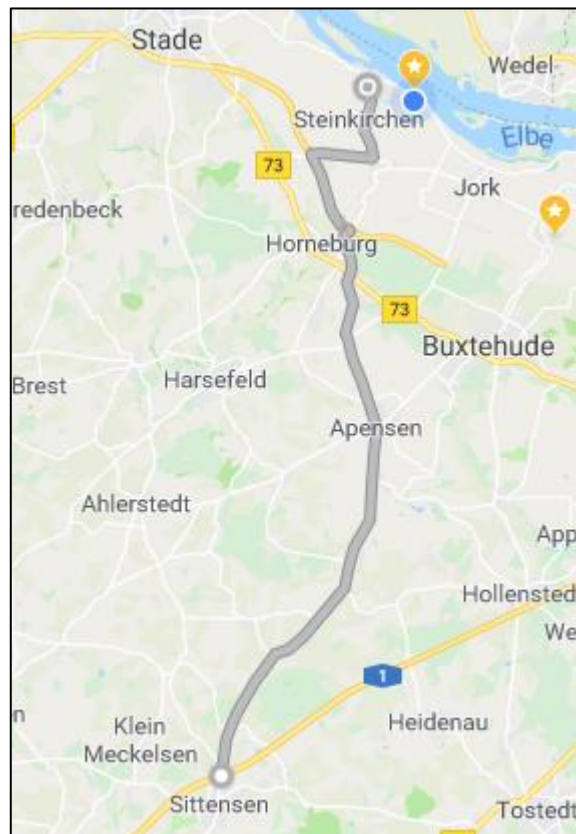 Stade
Wedel
Steinkirchen
Elbe
73
Jork
redenbeck
Horneburg
73
Buxtehude
Brest
Harsefeld
Apensen
Ahlerstedt
App
Hollenstedt
We
1
n
Klein
Meckelsen
Heidenau
Sittensen
Tostedt